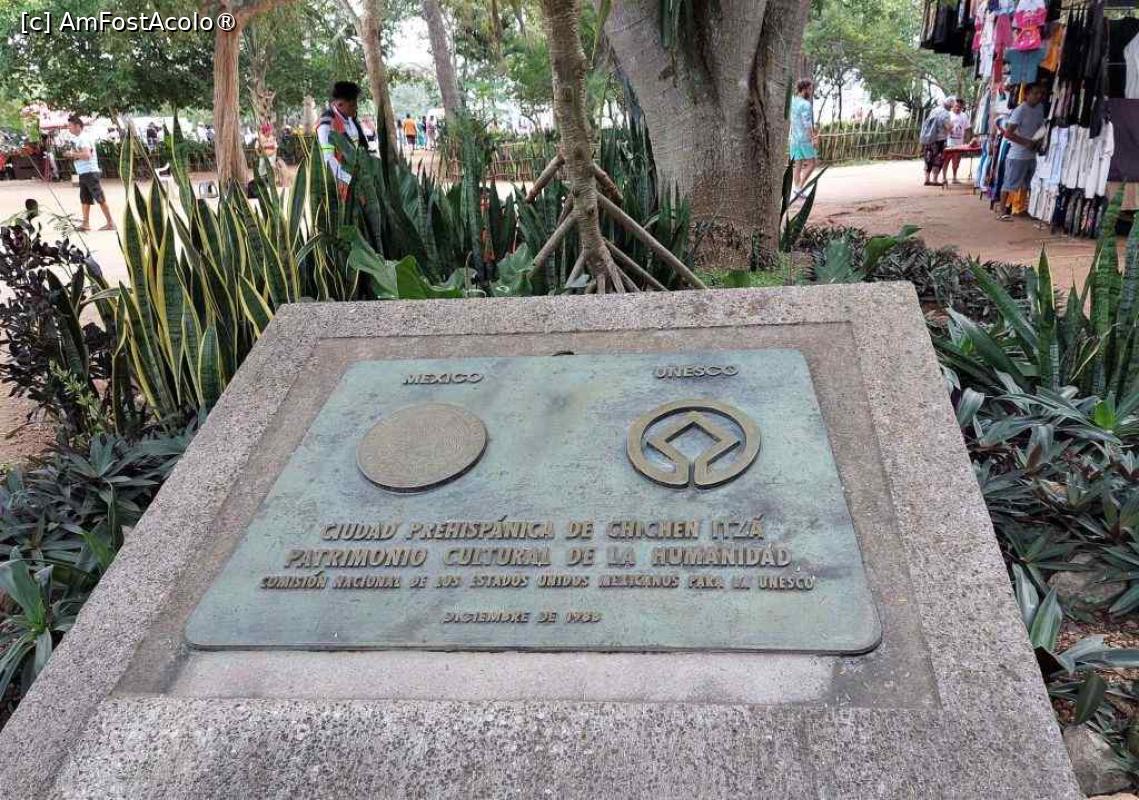 [c] AmFostAcolo®
MEXICO UNESCO
CIUDAD PREHISPÁNICA DE CHICHEN ITZÁ
PATRIMONIO CULTURAL DE LA HUMANIDAD
COMISIÓN NACIONAL DE LOS ESTADOS UNIDOS MEXICANOS PARA LA UNESCO
DICIEMBRE DE 1988